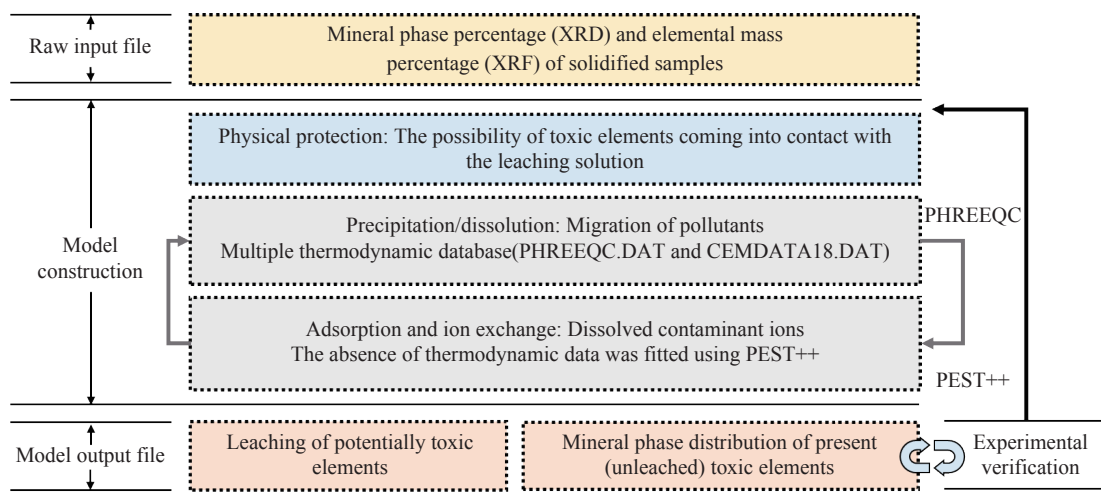 Raw input file
Mineral phase percentage (XRD) and elemental mass
percentage (XRF) of solidified samples
Model
construction
Physical protection: The possibility of toxic elements coming into contact with
the leaching solution
Precipitation/dissolution: Migration of pollutants
Multiple thermodynamic database(PHREEQC.DAT and CEMDATA18.DAT)
PHREEQC
Adsorption and ion exchange: Dissolved contaminant ions
The absence of thermodynamic data was fitted using PEST++
PEST++
Model output file
Leaching of potentially toxic
elements
Mineral phase distribution of present
(unleached) toxic elements
Experimental
verification